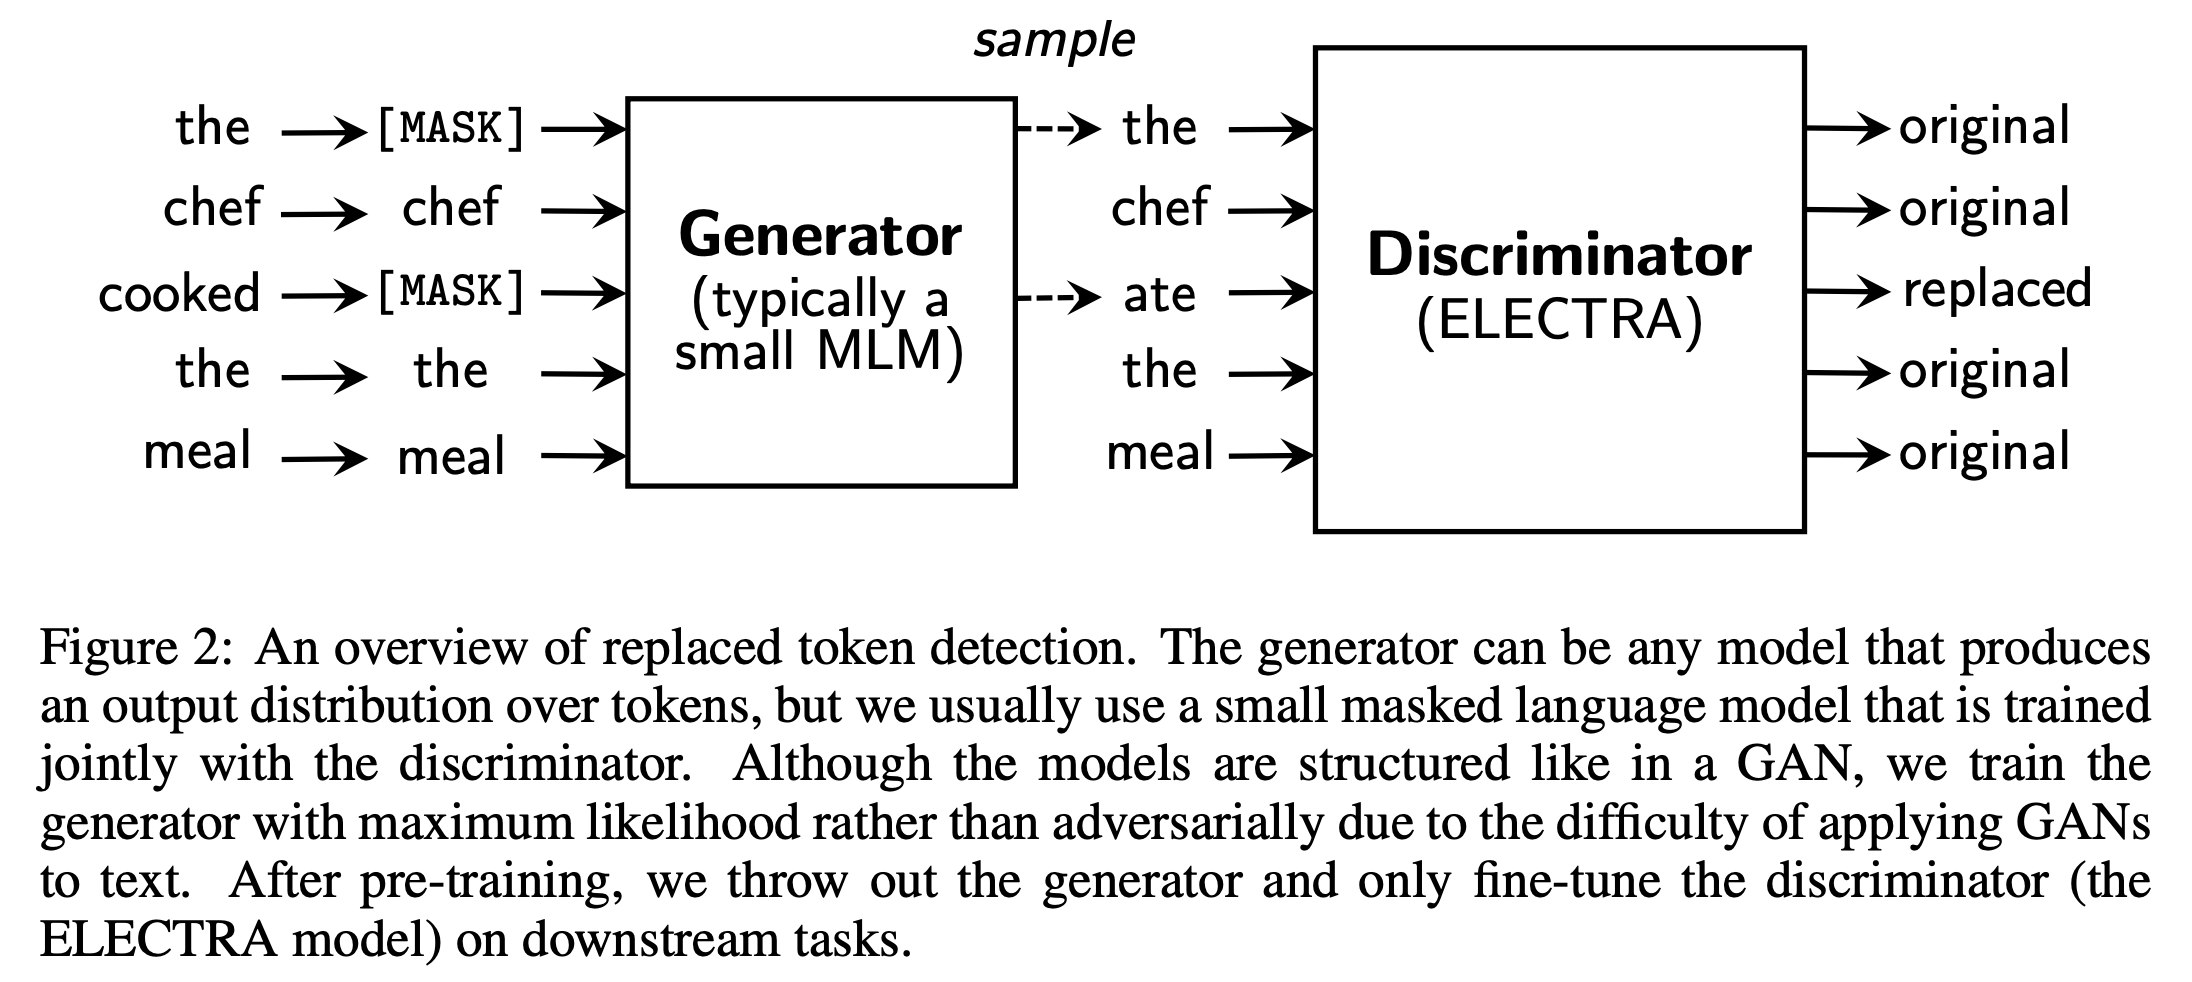 sample
the [MASK] the original
chef chef chef original
cooked [MASK] ate replaced
the the the original
meal meal meal original
Generator
(typically a
small MLM)
Discriminator
(ELECTRA)
Figure 2: An overview of replaced token detection. The generator can be any model that produces
an output distribution over tokens, but we usually use a small masked language model that is trained
jointly with the discriminator. Although the models are structured like in a GAN, we train the
generator with maximum likelihood rather than adversarially due to the difficulty of applying GANs
to text. After pre-training, we throw out the generator and only fine-tune the discriminator (the
ELECTRA model) on downstream tasks.